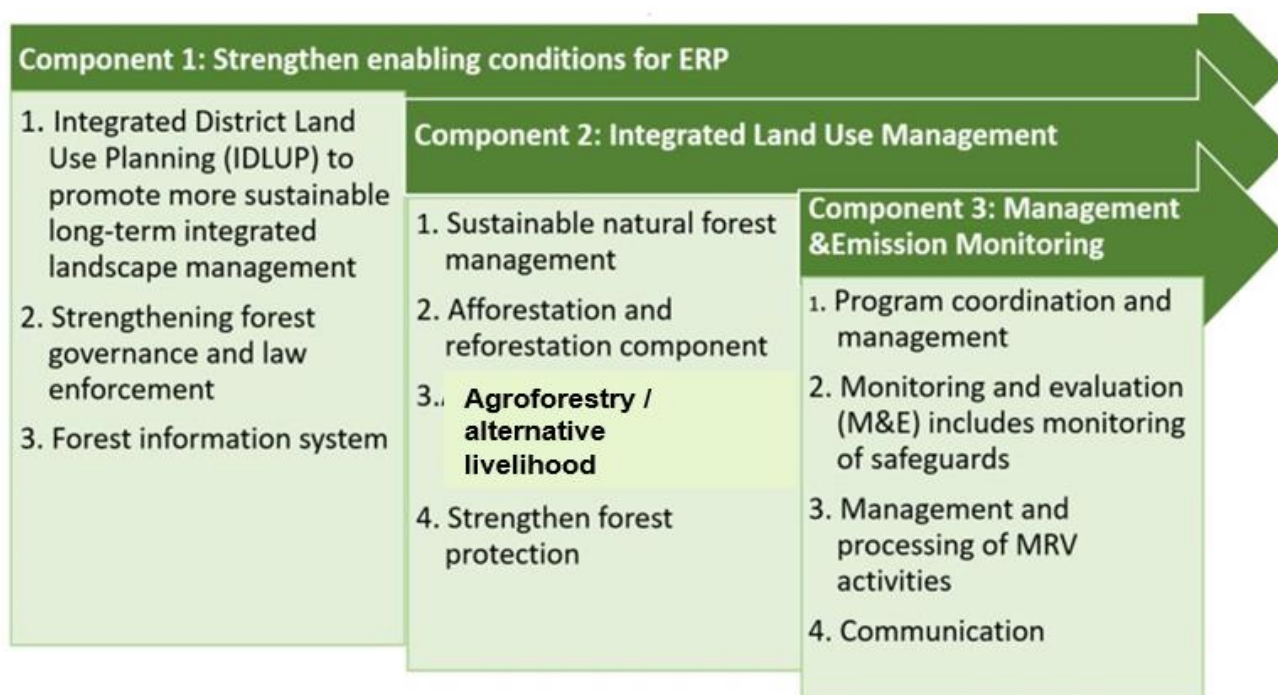 Component 1: Strengthen enabling conditions for ERP
1. Integrated District Land
Use Planning (IDLUP) to
promote more sustainable
long-term integrated
landscape management
2. Strengthening forest
governance and law
enforcement
3. Forest information system
Component 2: Integrated Land Use Management
1. Sustainable natural forest
management
2. Afforestation and
reforestation component
3. Agroforestry /
alternative
livelihood
4. Strengthen forest
protection
Component 3: Management
&Emission Monitoring
1. Program coordination and
management
2. Monitoring and evaluation
(M&E) includes monitoring
of safeguards
3. Management and
processing of MRV
activities
4. Communication